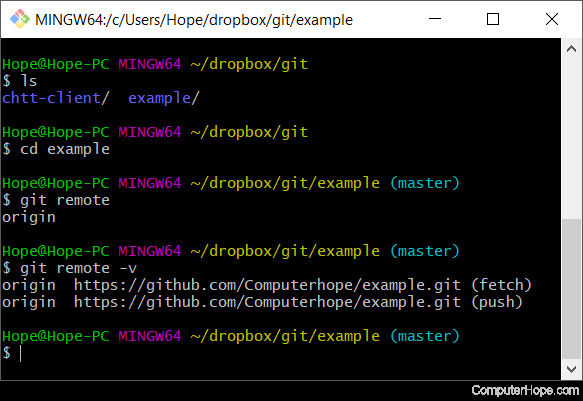 MINGW64:/c/Users/Hope/dropbox/git/example
Hope@Hope-PC MINGW64 ~/dropbox/git
$ ls
chtt-client/  example/
Hope@Hope-PC MINGW64 ~/dropbox/git
$ cd example
Hope@Hope-PC MINGW64 ~/dropbox/git/example (master)
$ git remote
origin
Hope@Hope-PC MINGW64 ~/dropbox/git/example (master)
$ git remote -v
origin  https://github.com/Computerhope/example.git (fetch)
origin  https://github.com/Computerhope/example.git (push)
Hope@Hope-PC MINGW64 ~/dropbox/git/example (master)
$
ComputerHope.com